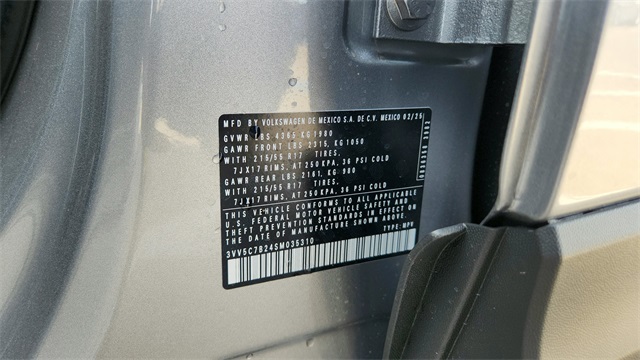 MFD BY VOLKSWAGEN DE MEXICO S.A. DE C.V. MEXICO 02/25
GVWR LBS 4365 KG 1980
GAWR FRONT LBS 2315, KG 1050
WITH 215/55 R17 TIRES,
7JX17 RIMS, AT 250 KPA, 36 PSI COLD
GAWR REAR LBS 2161, KG 980
WITH 215/55 R17 TIRES,
7JX17 RIMS, AT 250 KPA, 36 PSI COLD
THIS VEHICLE CONFORMS TO ALL APPLICABLE
U.S. FEDERAL MOTOR VEHICLE SAFETY AND
THEFT PREVENTION STANDARDS IN EFFECT ON
THE DATE OF MANUFACTURE SHOWN ABOVE.
3VV5C7B24SM035310 TYPE: MPV